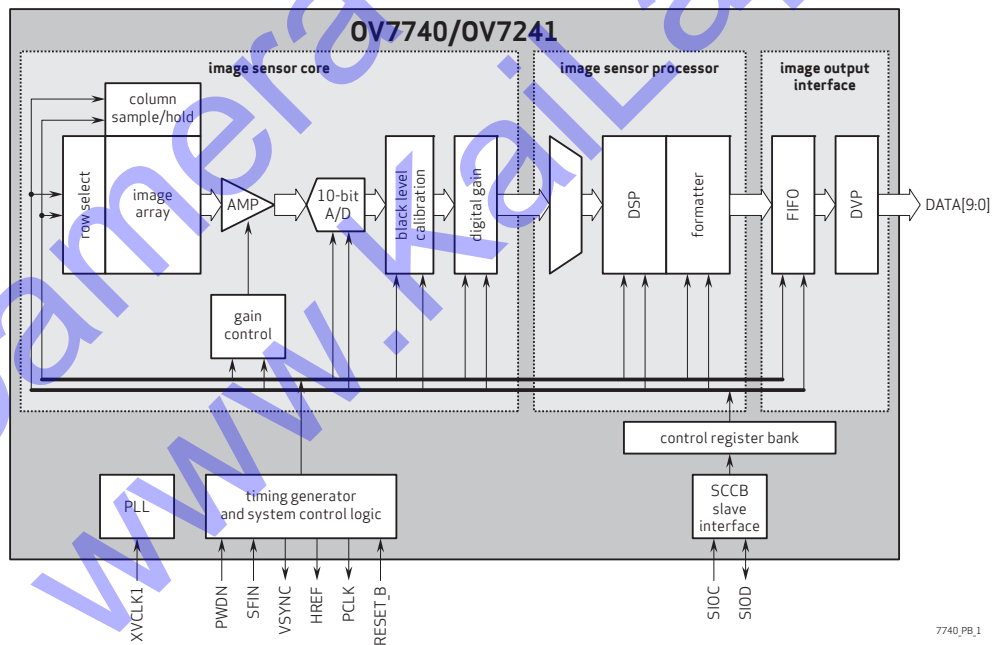 OV7740/OV7241
image sensor core
image sensor processor
image output
interface
column
sample/hold
row select
image
array
AMP
10-bit
A/D
black level
calibration
digital gain
DSP
formatter
FIFO
DVP
DATA[9:0]
gain
control
control register bank
PLL
timing generator
and system control logic
SCCB
slave
interface
XVCLK1
PWDN
SFIN
VSYNC
HREF
PCLK
RESET_B
SIOC
SIOD
7740_PB_1